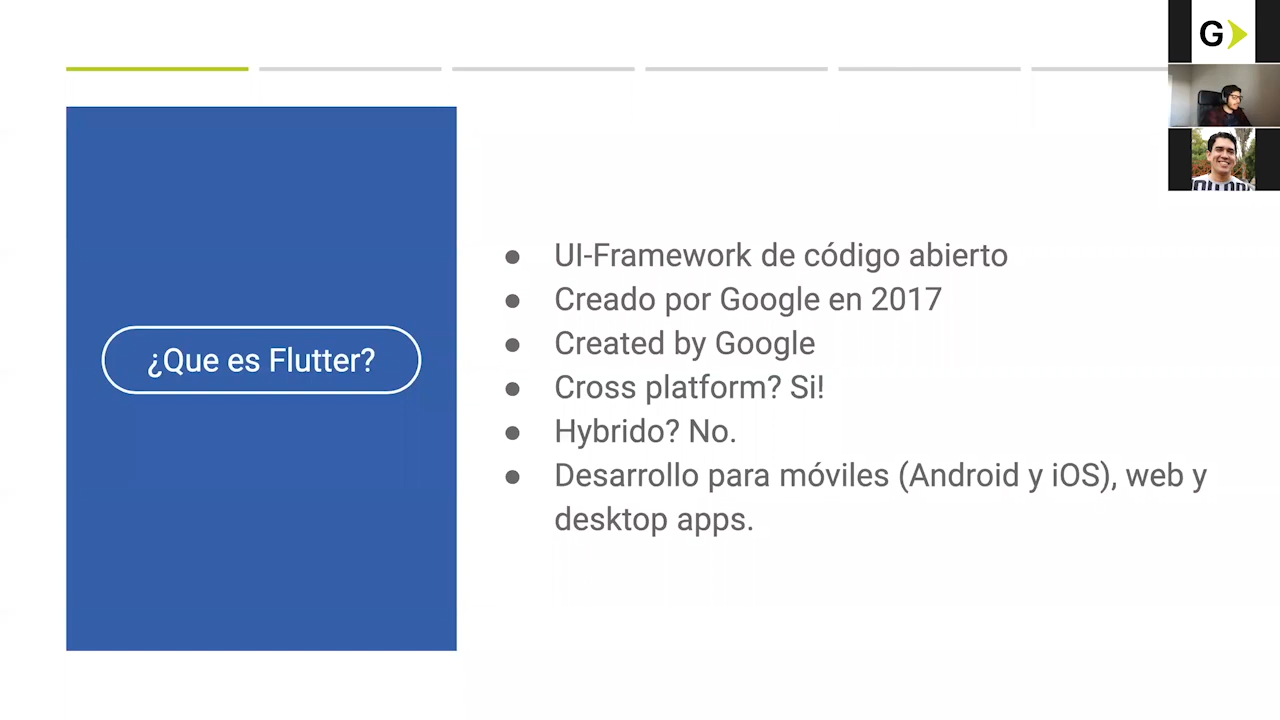 G
¿Que es Flutter?
UI-Framework de código abierto
Creado por Google en 2017
Created by Google
Cross platform? Si!
Hybrido? No.
Desarrollo para móviles (Android y iOS), web y
desktop apps.